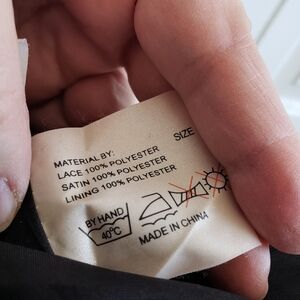 MATERIAL BY: SIZE
LACE 100% POLYESTER
SATIN 100% POLYESTER
LINING 100% POLYESTER
BY HAND
40°C
MADE IN CHINA